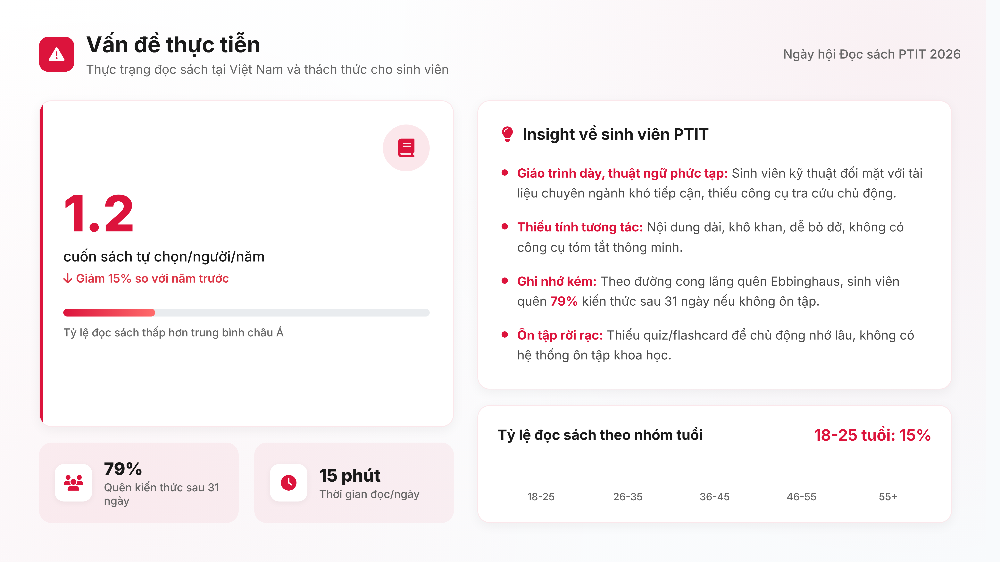 Vấn đề thực tiễn
Thực trạng đọc sách tại Việt Nam và thách thức cho sinh viên
Ngày hội Đọc sách PTIT 2026
1.2
cuốn sách tự chọn/người/năm
Giảm 15% so với năm trước
Tỷ lệ đọc sách thấp hơn trung bình châu Á
79%
Quên kiến thức sau 31
ngày
15 phút
Thời gian đọc/ngày
Insight về sinh viên PTIT
Giáo trình dày, thuật ngữ phức tạp: Sinh viên kỹ thuật đối mặt với tài
liệu chuyên ngành khó tiếp cận, thiếu công cụ tra cứu chủ động.
Thiếu tính tương tác: Nội dung dài, khô khan, dễ bỏ dở, không có
công cụ tóm tắt thông minh.
Ghi nhớ kém: Theo đường cong lãng quên Ebbinghaus, sinh viên
quên 79% kiến thức sau 31 ngày nếu không ôn tập.
Ôn tập rời rạc: Thiếu quiz/flashcard để chủ động nhớ lâu, không có
hệ thống ôn tập khoa học.
Tỷ lệ đọc sách theo nhóm tuổi
18-25 tuổi: 15%
18-25 26-35 36-45 46-55 55+